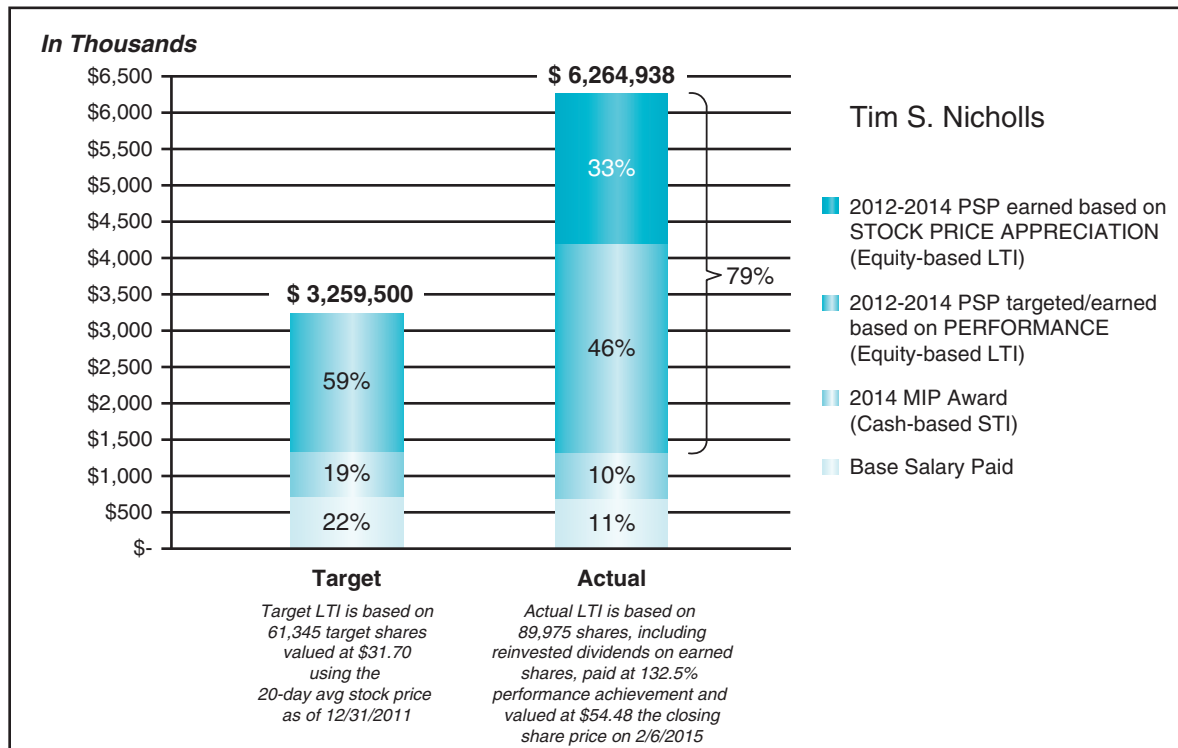 In Thousands
$6,500
$6,000
$5,500
$5,000
$4,500
$4,000
$3,500
$3,000
$2,500
$2,000
$1,500
$1,000
$500
$-
$ 3,259,500
59%
19%
22%
$ 6,264,938
33%
46%
10%
11%
79%
Target
Target LTI is based on
61,345 target shares
valued at $31.70
using the
20-day avg stock price
as of 12/31/2011
Actual
Actual LTI is based on
89,975 shares, including
reinvested dividends on earned
shares, paid at 132.5%
performance achievement and
valued at $54.48 the closing
share price on 2/6/2015
Tim S. Nicholls
2012-2014 PSP earned based on
STOCK PRICE APPRECIATION
(Equity-based LTI)
2012-2014 PSP targeted/earned
based on PERFORMANCE
(Equity-based LTI)
2014 MIP Award
(Cash-based STI)
Base Salary Paid